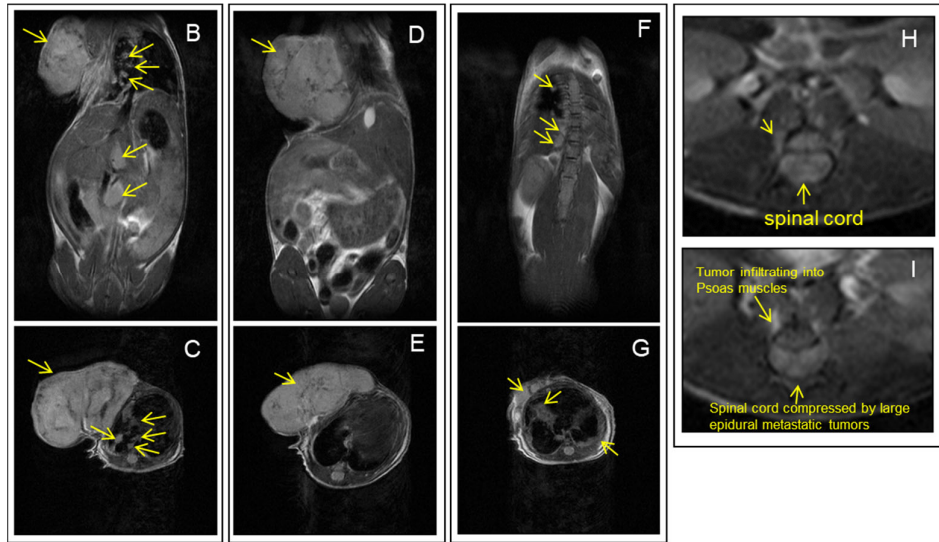 B
D
F
H
spinal cord
C
E
G
I
Tumor infiltrating into
Psoas muscles
Spinal cord compressed by large
epidural metastatic tumors